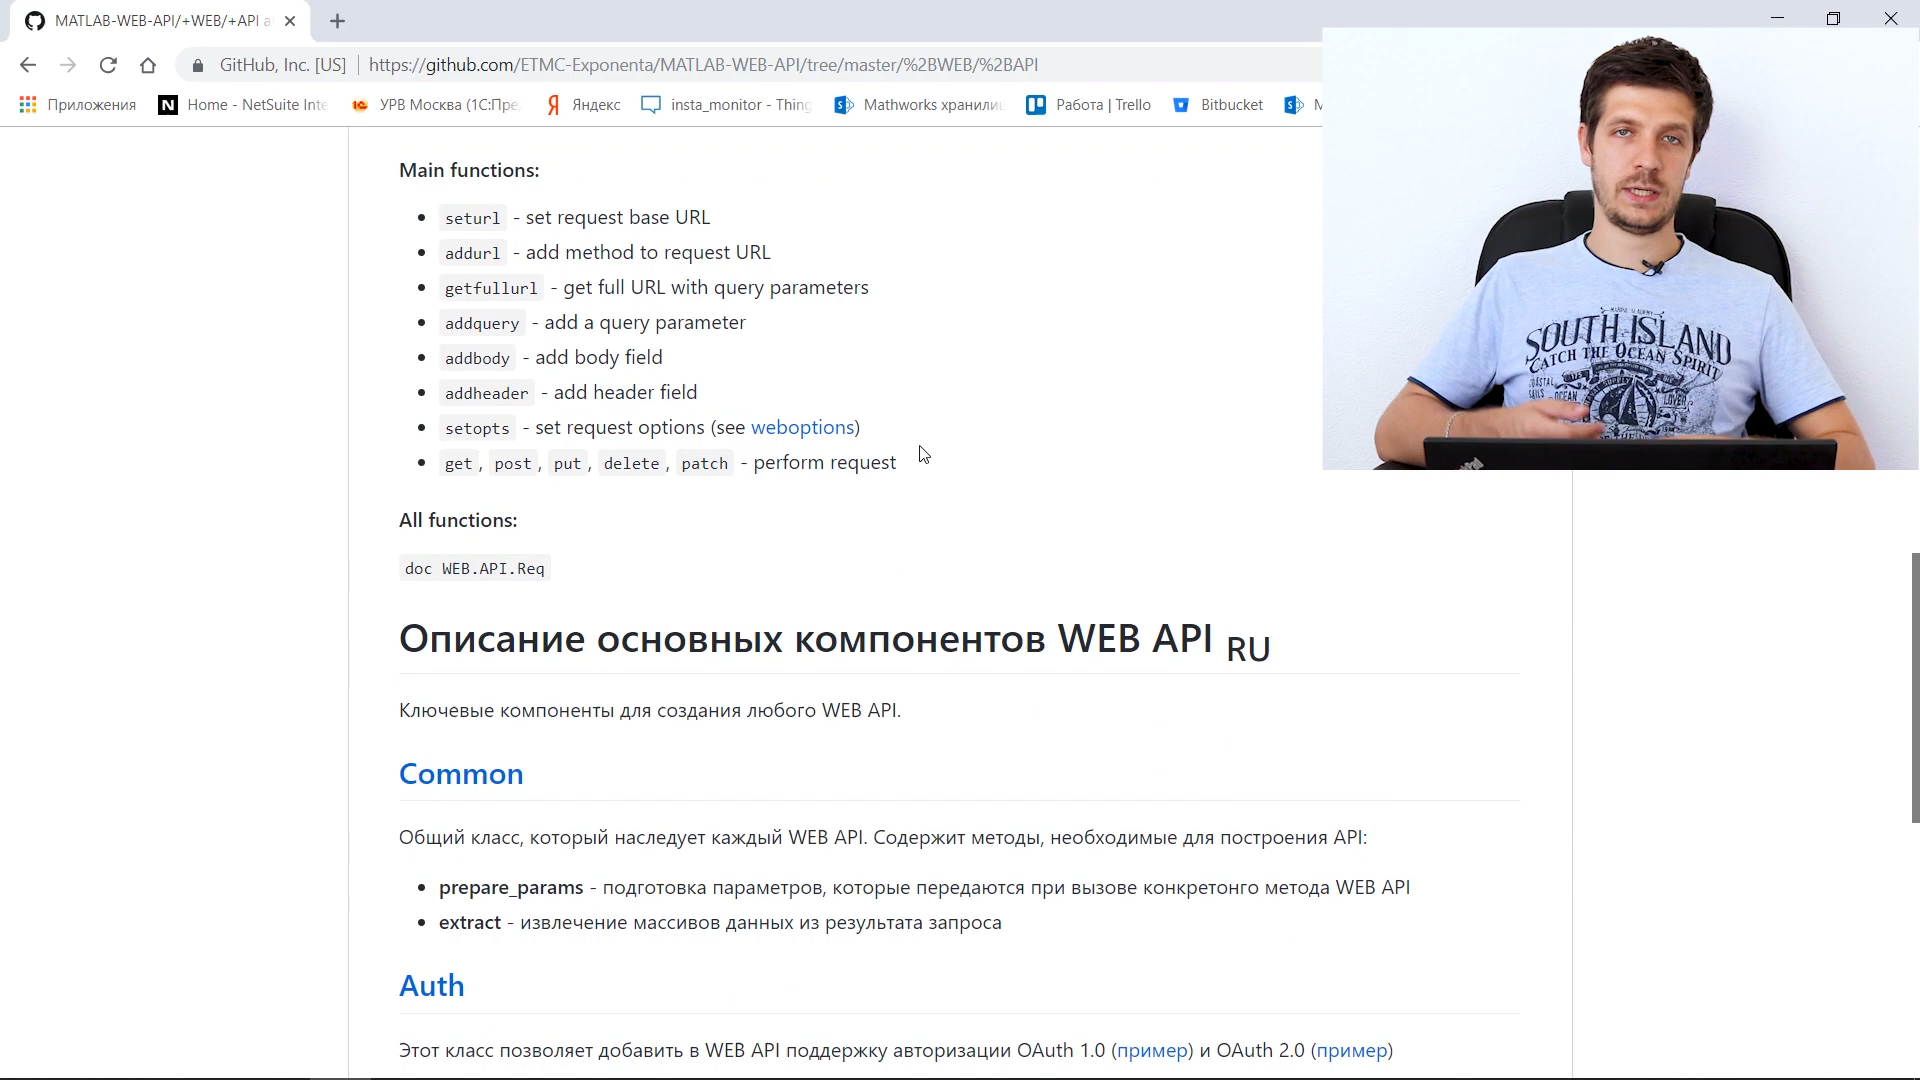 MATLAB-WEB-API/+WEB/+API a
GitHub, Inc. [US] https://github.com/ETMC-Exponenta/MATLAB-WEB-API/tree/master/%2BWEB/%2BAPI
Приложения Home - NetSuite Inte УРВ Москва (1С:Пре Яндекс insta_monitor - Thing Mathworks хранили Работа | Trello Bitbucket M
Main functions:
seturl - set request base URL
addurl - add method to request URL
getfullurl - get full URL with query parameters
addquery - add a query parameter
addbody - add body field
addheader - add header field
setopts - set request options (see weboptions)
get, post, put, delete, patch - perform request
All functions:
doc WEB.API.Req
Описание основных компонентов WEB API RU
Ключевые компоненты для создания любого WEB API.
Common
Общий класс, который наследует каждый WEB API. Содержит методы, необходимые для построения API:
prepare_params - подготовка параметров, которые передаются при вызове конкретонго метода WEB API
extract - извлечение массивов данных из результата запроса
Auth
Этот класс позволяет добавить в WEB API поддержку авторизации OAuth 1.0 (пример) и OAuth 2.0 (пример)
SOUTH ISLAND
CATCH THE OCEAN SPIRIT